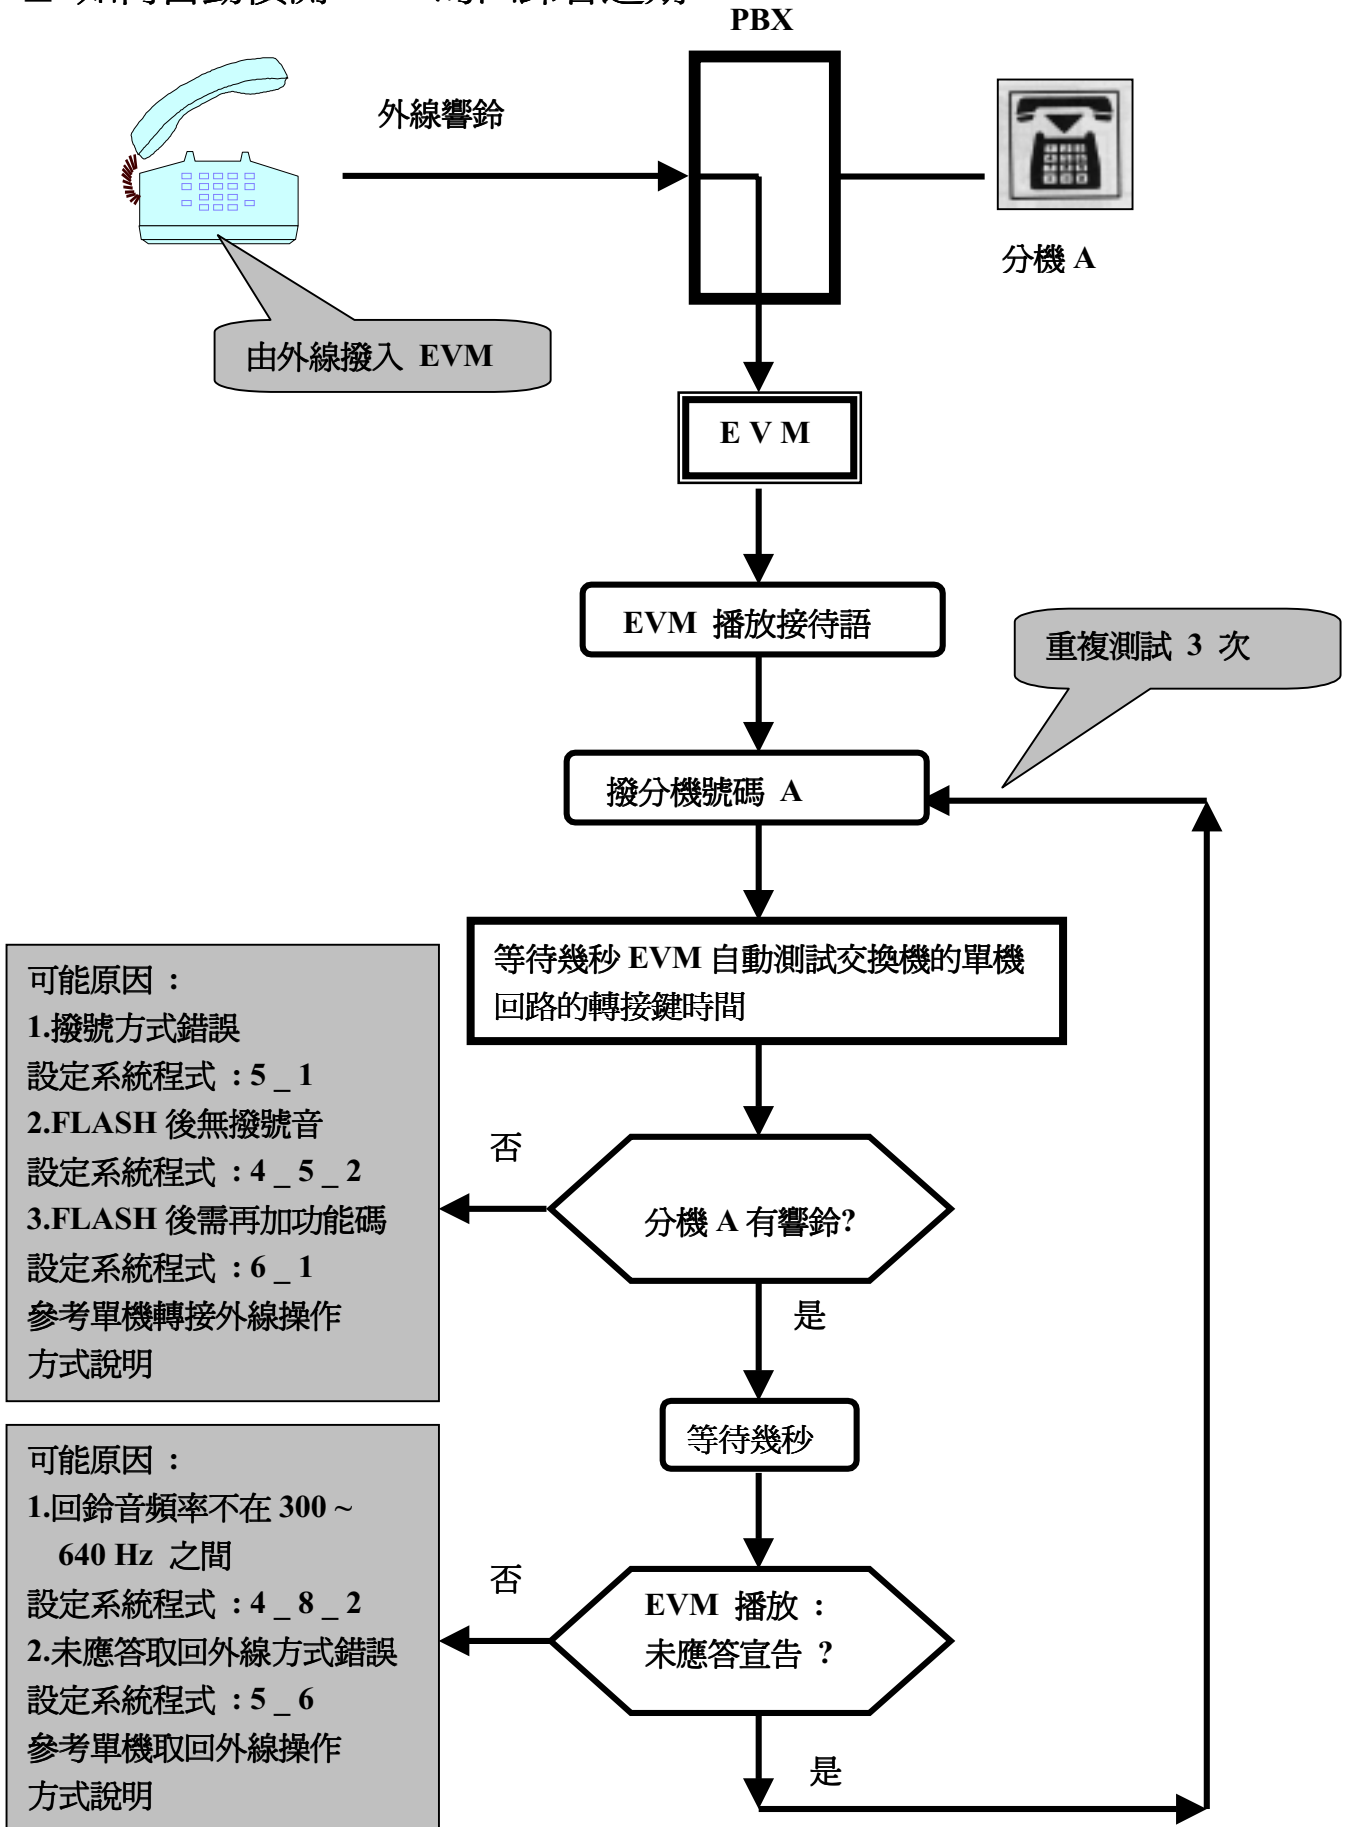 PBX
外線響鈴
分機 A
由外線撥入 EVM
E V M
EVM 播放接待語
重複測試 3 次
撥分機號碼 A
等待幾秒 EVM 自動測試交換機的單機
回路的轉接鍵時間
可能原因 :
1.撥號方式錯誤
設定系統程式 : 5 _ 1
2.FLASH 後無撥號音
設定系統程式 : 4 _ 5 _ 2
3.FLASH 後需再加功能碼
設定系統程式 : 6 _ 1
參考單機轉接外線操作
方式說明
否
分機 A 有響鈴?
是
等待幾秒
可能原因 :
1.回鈴音頻率不在 300 ~
640 Hz 之間
設定系統程式 : 4 _ 8 _ 2
2.未應答取回外線方式錯誤
設定系統程式 : 5 _ 6
參考單機取回外線操作
方式說明
否
EVM 播放 :
未應答宣告 ?
是